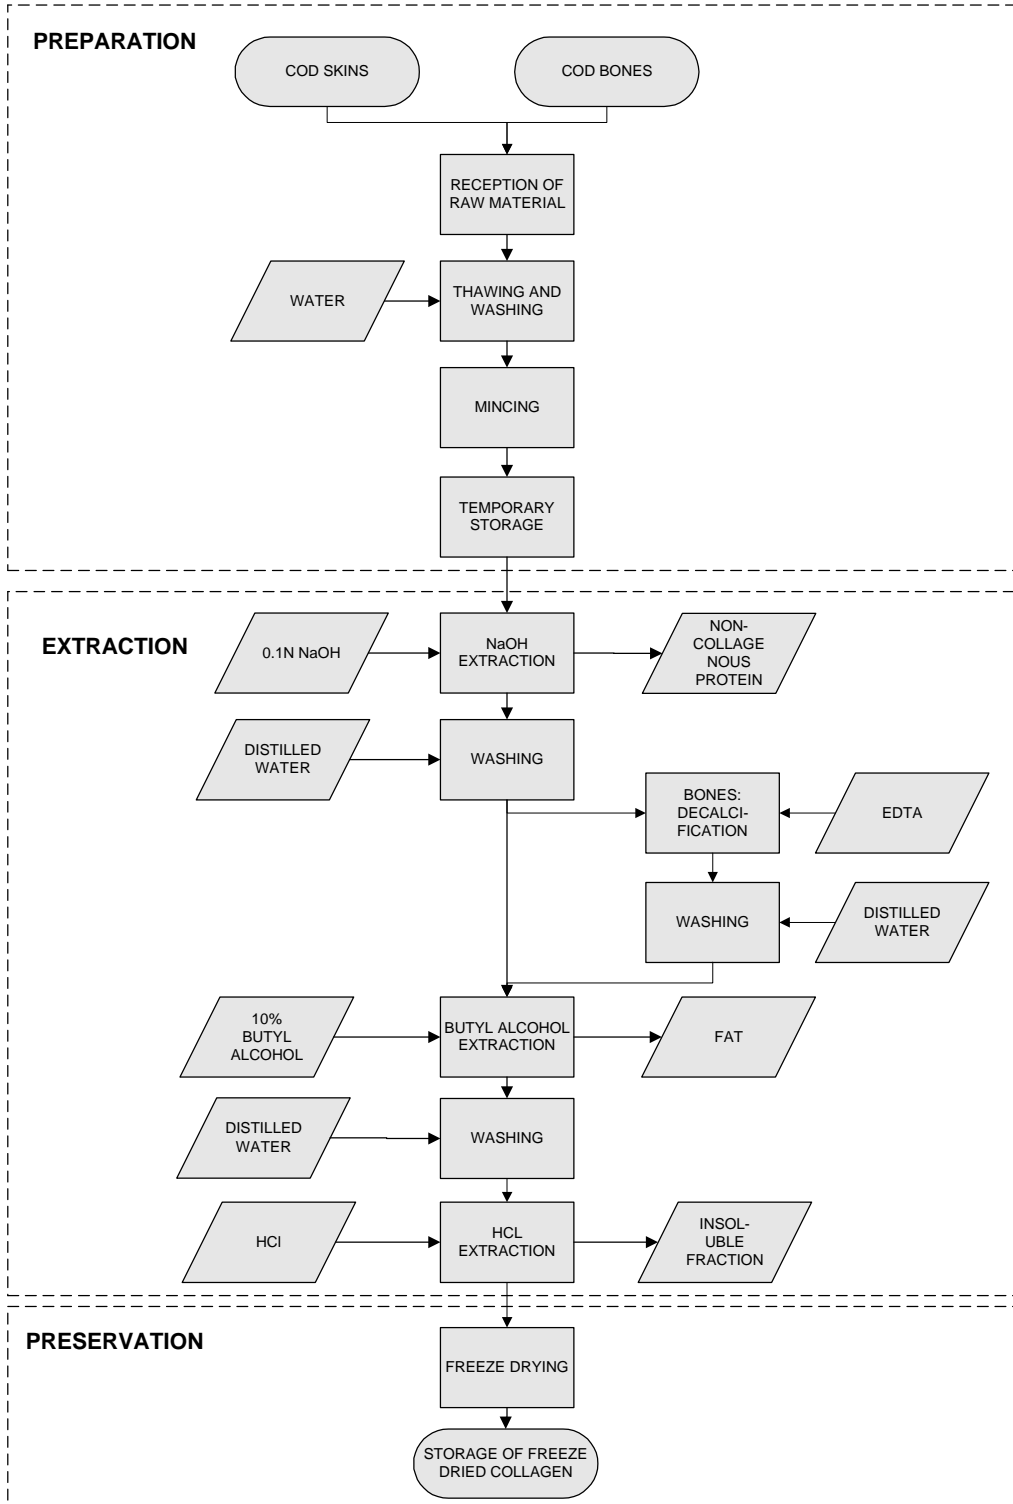 PREPARATION
COD SKINS
COD BONES
RECEPTION OF
RAW MATERIAL
WATER
THAWING AND
WASHING
MINCING
TEMPORARY
STORAGE
EXTRACTION
0.1N NaOH
NaOH
EXTRACTION
NON-
COLLAGE
NOUS
PROTEIN
DISTILLED
WATER
WASHING
BONES:
DECALCI-
FICATION
EDTA
WASHING
DISTILLED
WATER
10%
BUTYL
ALCOHOL
BUTYL ALCOHOL
EXTRACTION
FAT
DISTILLED
WATER
WASHING
HCl
HCL
EXTRACTION
INSOL-
UBLE
FRACTION
PRESERVATION
FREEZE DRYING
STORAGE OF FREEZE
DRIED COLLAGEN